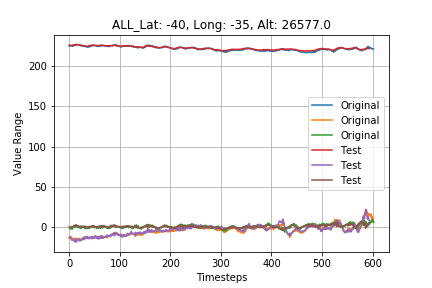 ALL_Lat: -40, Long: -35, Alt: 26577.0
200
150
100
50
0
Value Range
Original
Original
Original
Test
Test
Test
0 100 200 300 400 500 600
Timesteps